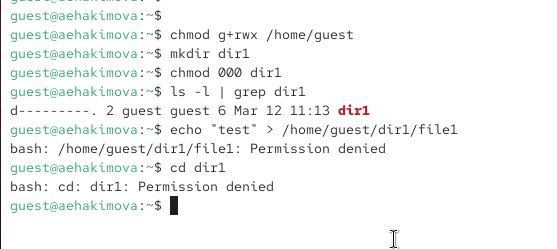 guest@aehakimova:~$
guest@aehakimova:~$ chmod g+rwx /home/guest
guest@aehakimova:~$ mkdir dir1
guest@aehakimova:~$ chmod 000 dir1
guest@aehakimova:~$ ls -l | grep dir1
d---------. 2 guest guest 6 Mar 12 11:13 dir1
guest@aehakimova:~$ echo "test" > /home/guest/dir1/file1
bash: /home/guest/dir1/file1: Permission denied
guest@aehakimova:~$ cd dir1
bash: cd: dir1: Permission denied
guest@aehakimova:~$